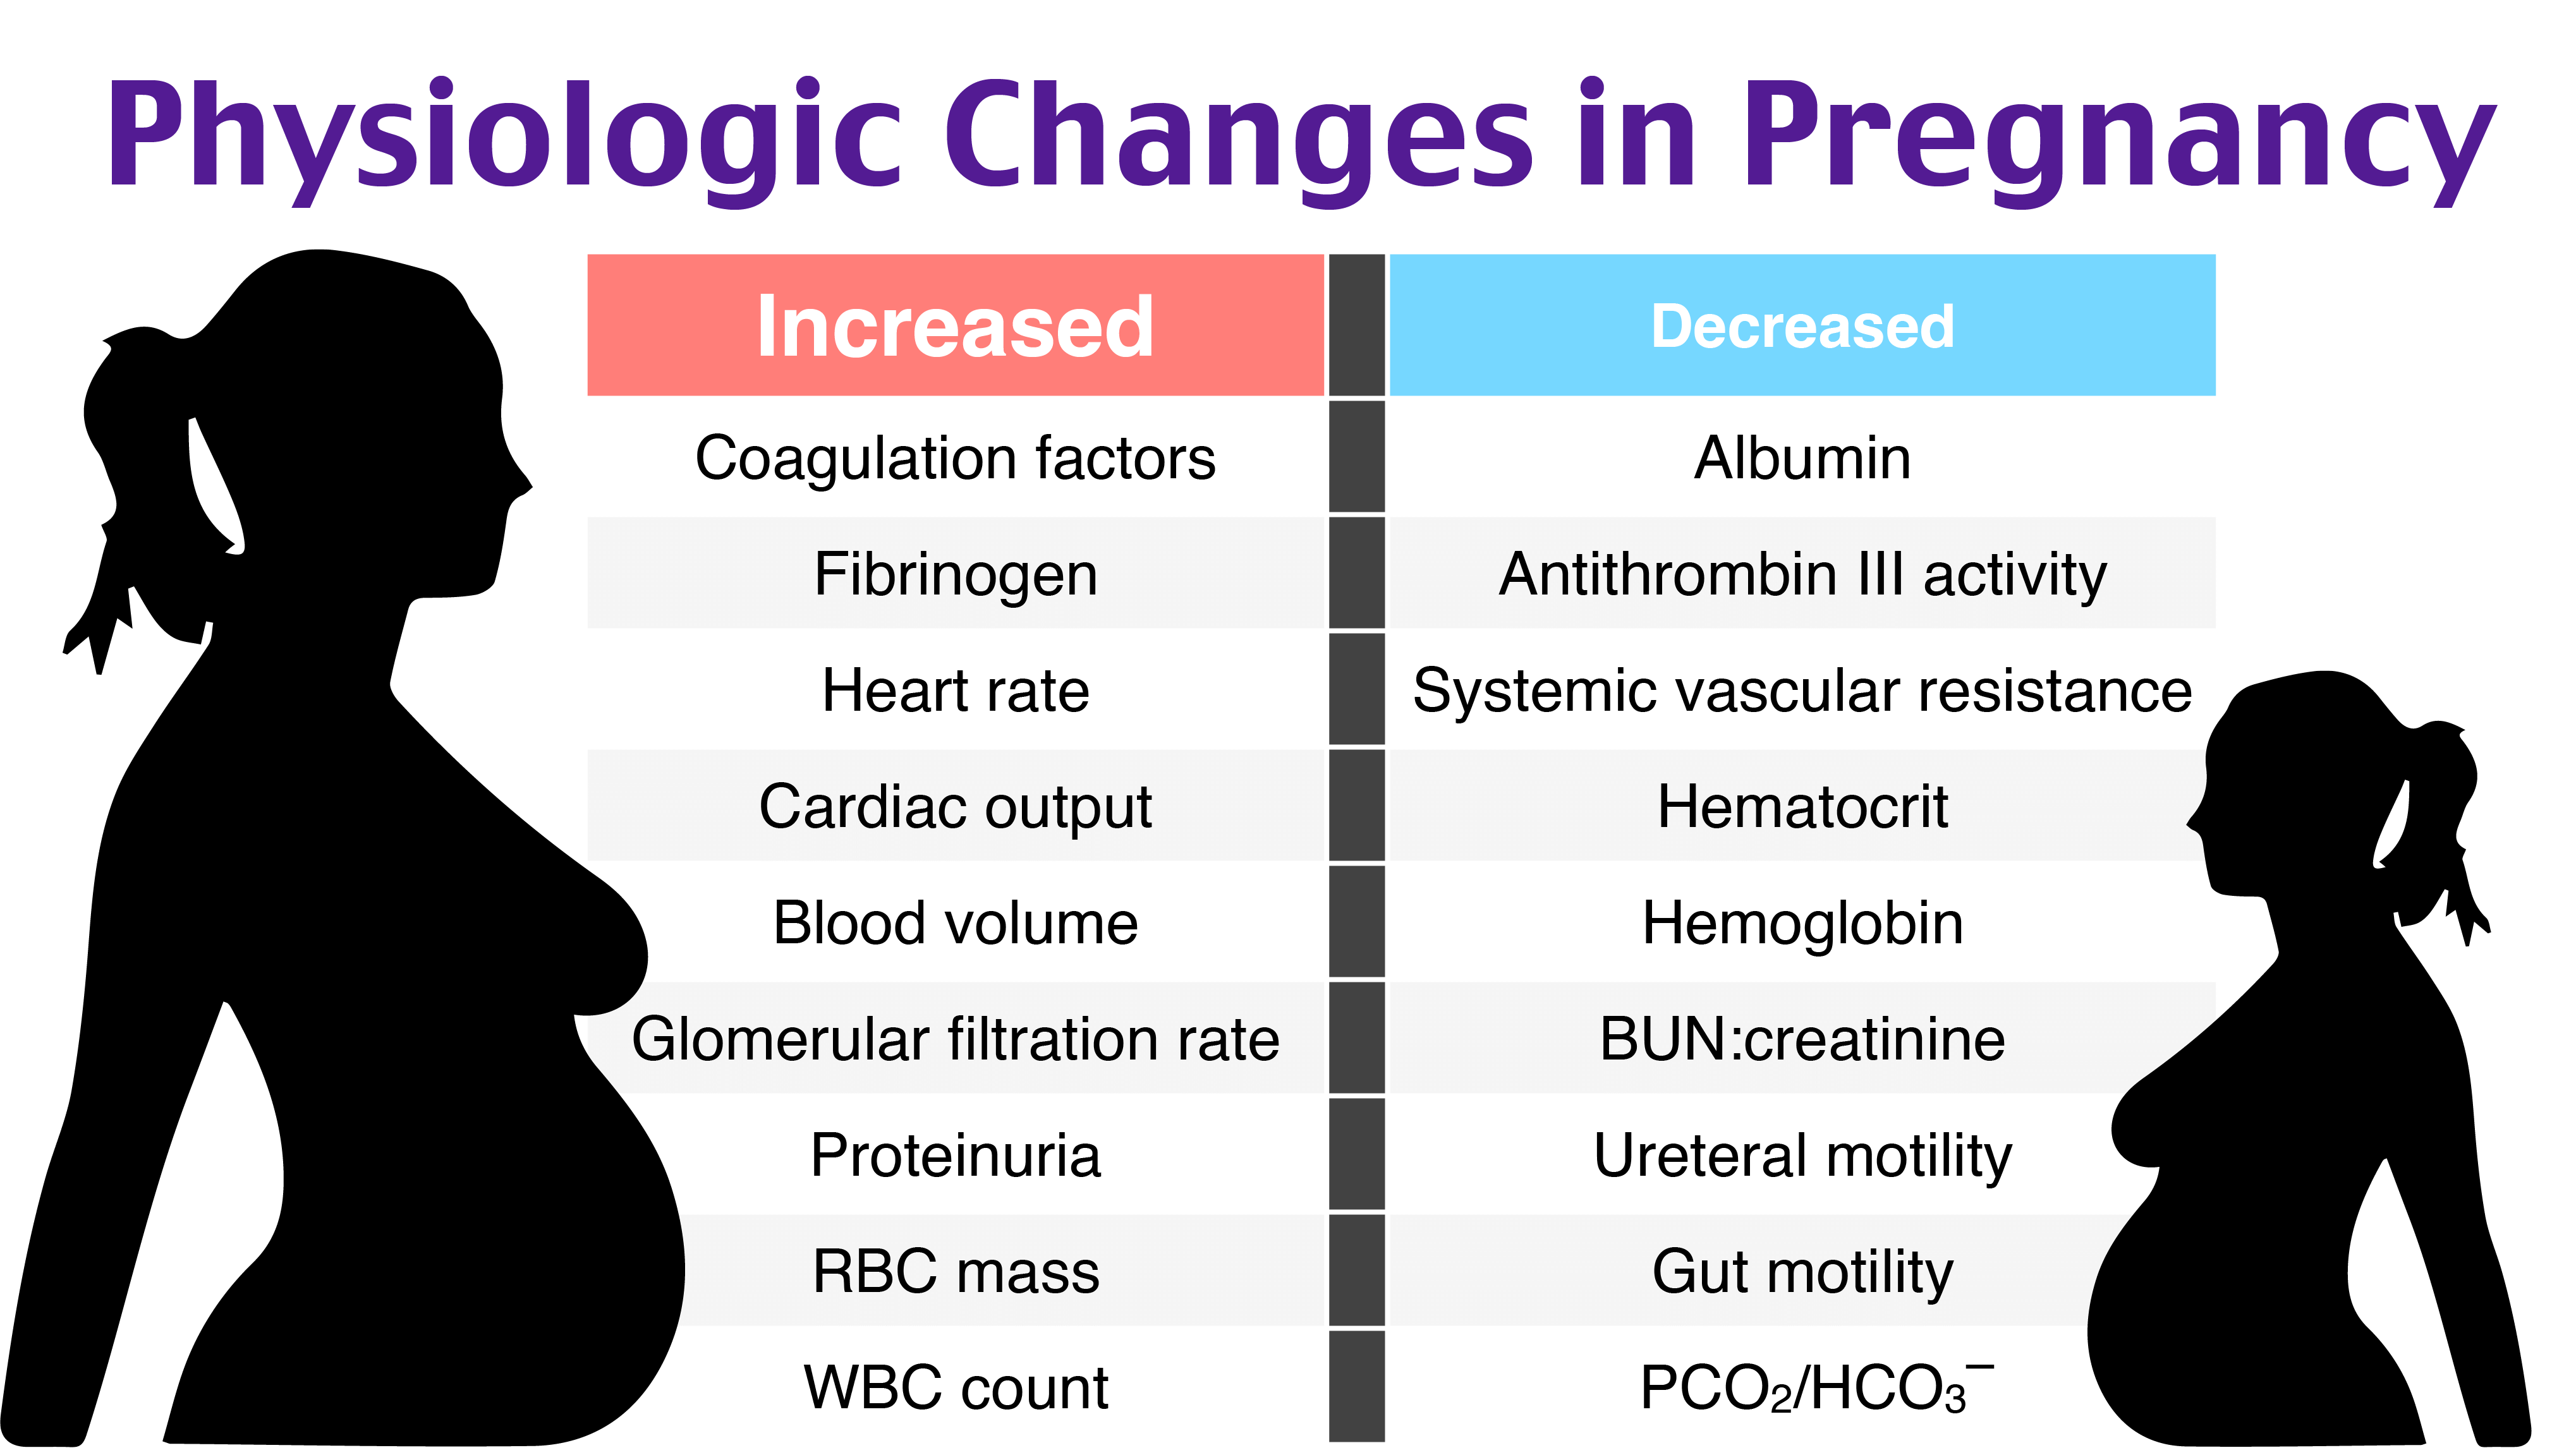 Physiologic Changes in Pregnancy
Increased Decreased
Coagulation factors Albumin
Fibrinogen Antithrombin III activity
Heart rate Systemic vascular resistance
Cardiac output Hematocrit
Blood volume Hemoglobin
Glomerular filtration rate BUN:creatinine
Proteinuria Ureteral motility
RBC mass Gut motility
WBC count PCO₂/HCO₃⁻